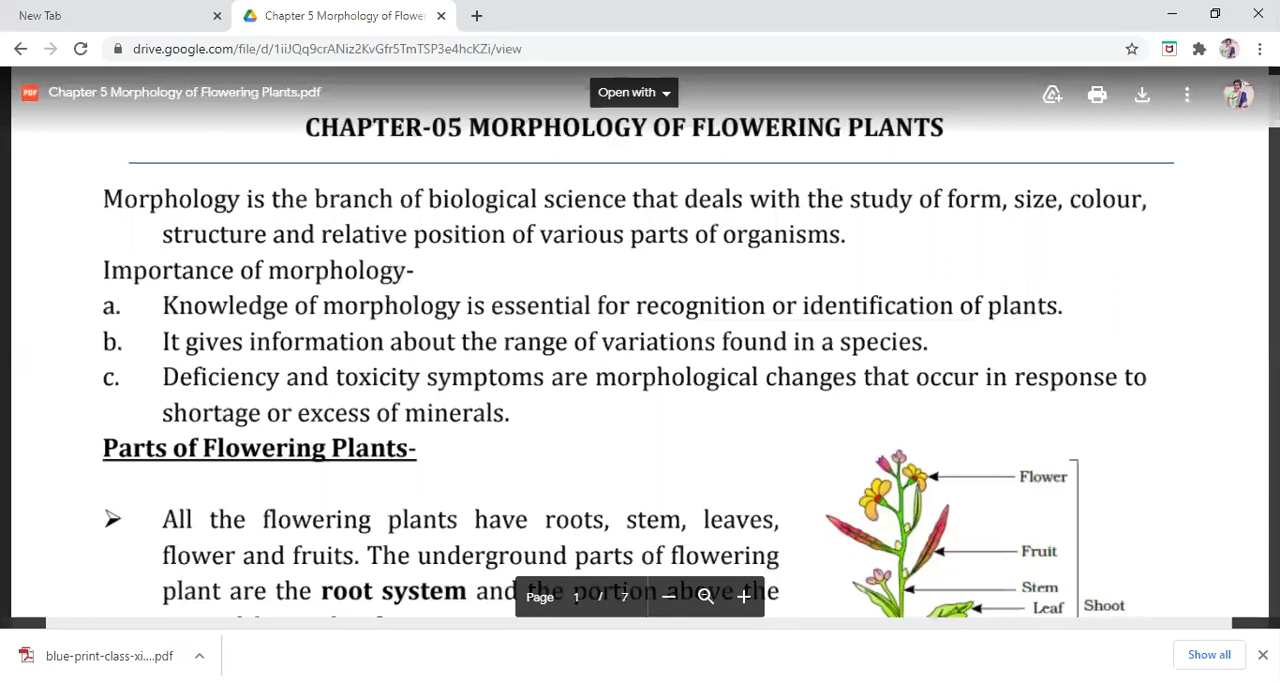 New Tab
Chapter 5 Morphology of Flowe
drive.google.com/file/d/1iiJQq9crANiz2KvGfr5TmTSP3e4hcKZi/view
PDF Chapter 5 Morphology of Flowering Plants.pdf
Open with
CHAPTER-05 MORPHOLOGY OF FLOWERING PLANTS
Morphology is the branch of biological science that deals with the study of form, size, colour,
structure and relative position of various parts of organisms.
Importance of morphology-
a. Knowledge of morphology is essential for recognition or identification of plants.
b. It gives information about the range of variations found in a species.
c. Deficiency and toxicity symptoms are morphological changes that occur in response to
shortage or excess of minerals.
Parts of Flowering Plants-
Flower
➢ All the flowering plants have roots, stem, leaves,
flower and fruits. The underground parts of flowering
Fruit
plant are the root system and the portion above the
Page 1 / 7
Stem
Leaf
Shoot
blue-print-class-xi....pdf
Show all